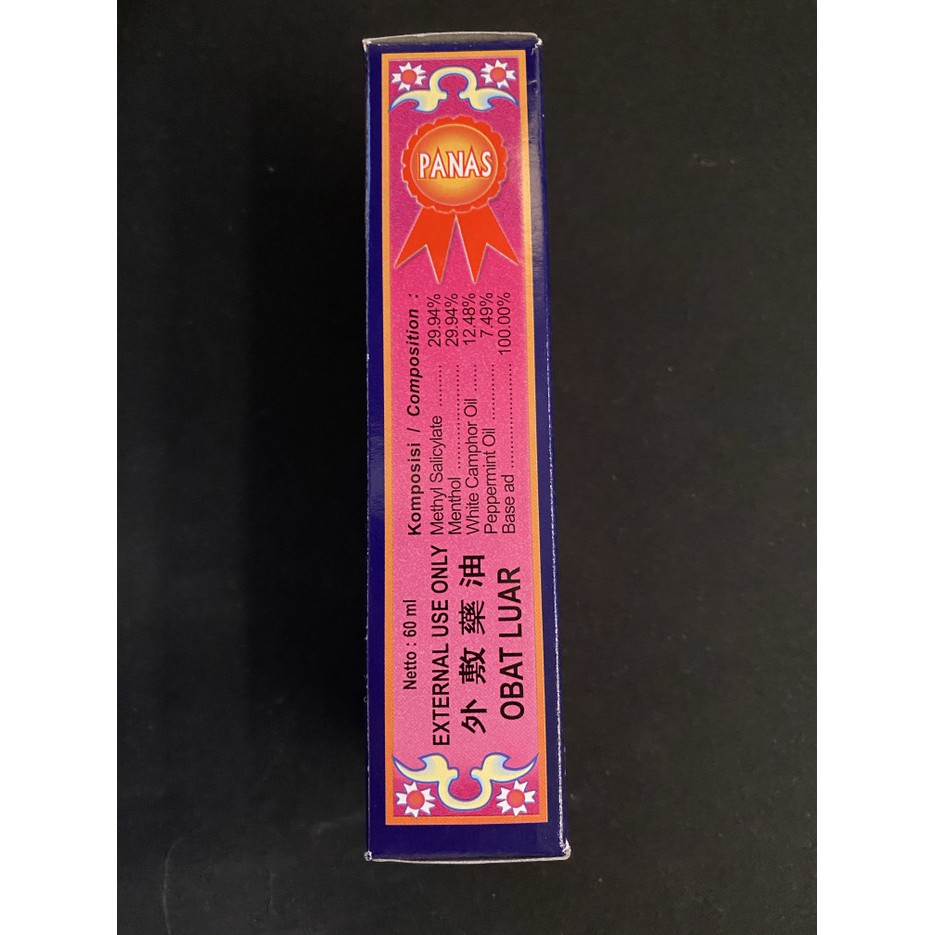 PANAS
Netto : 60 ml
EXTERNAL USE ONLY
外敷藥油
OBAT LUAR
Komposisi / Composition :
Methyl Salicylate ......... 29.94%
Menthol ....................... 29.94%
White Camphor Oil ...... 12.48%
Peppermint Oil ............ 7.49%
Base ad ..................... 100.00%